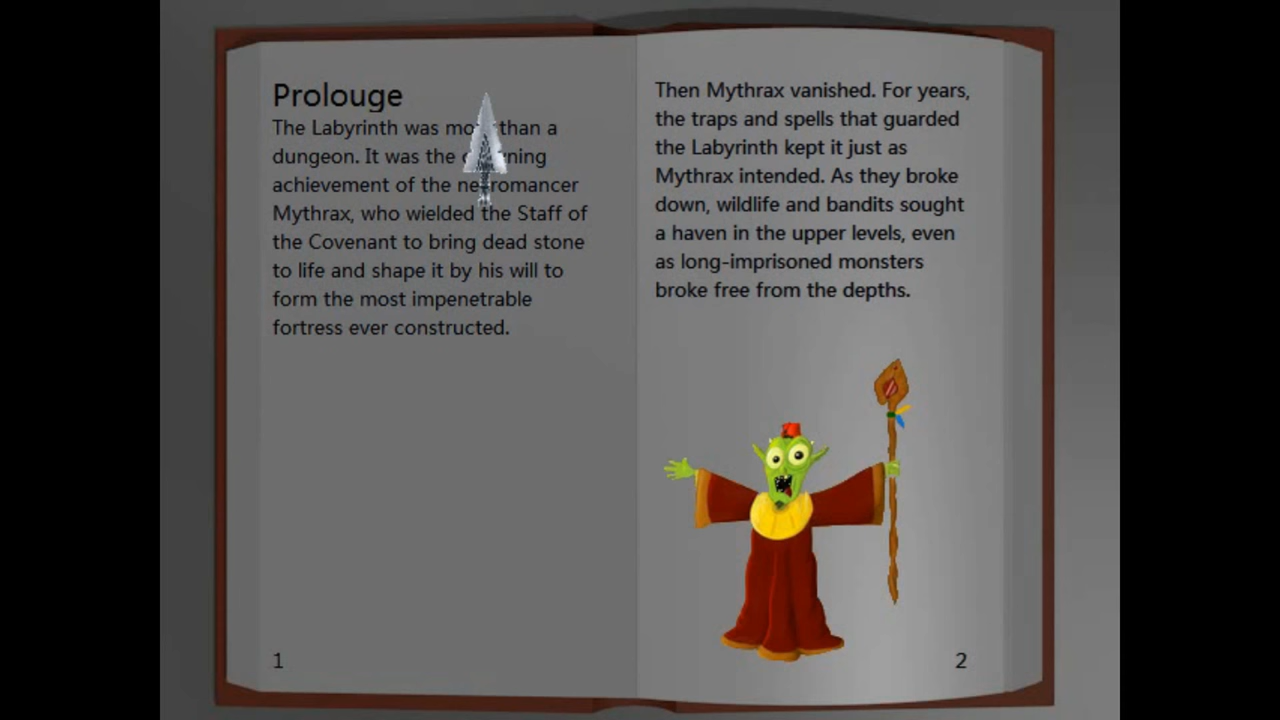 Prolouge
The Labyrinth was than a
dungeon. It was the
achievement of the necromancer
Mythrax, who wielded the Staff of
the Covenant to bring dead stone
to life and shape it by his will to
form the most impenetrable
fortress ever constructed.
1
Then Mythrax vanished. For years,
the traps and spells that guarded
the Labyrinth kept it just as
Mythrax intended. As they broke
down, wildlife and bandits sought
a haven in the upper levels, even
as long-imprisoned monsters
broke free from the depths.
2